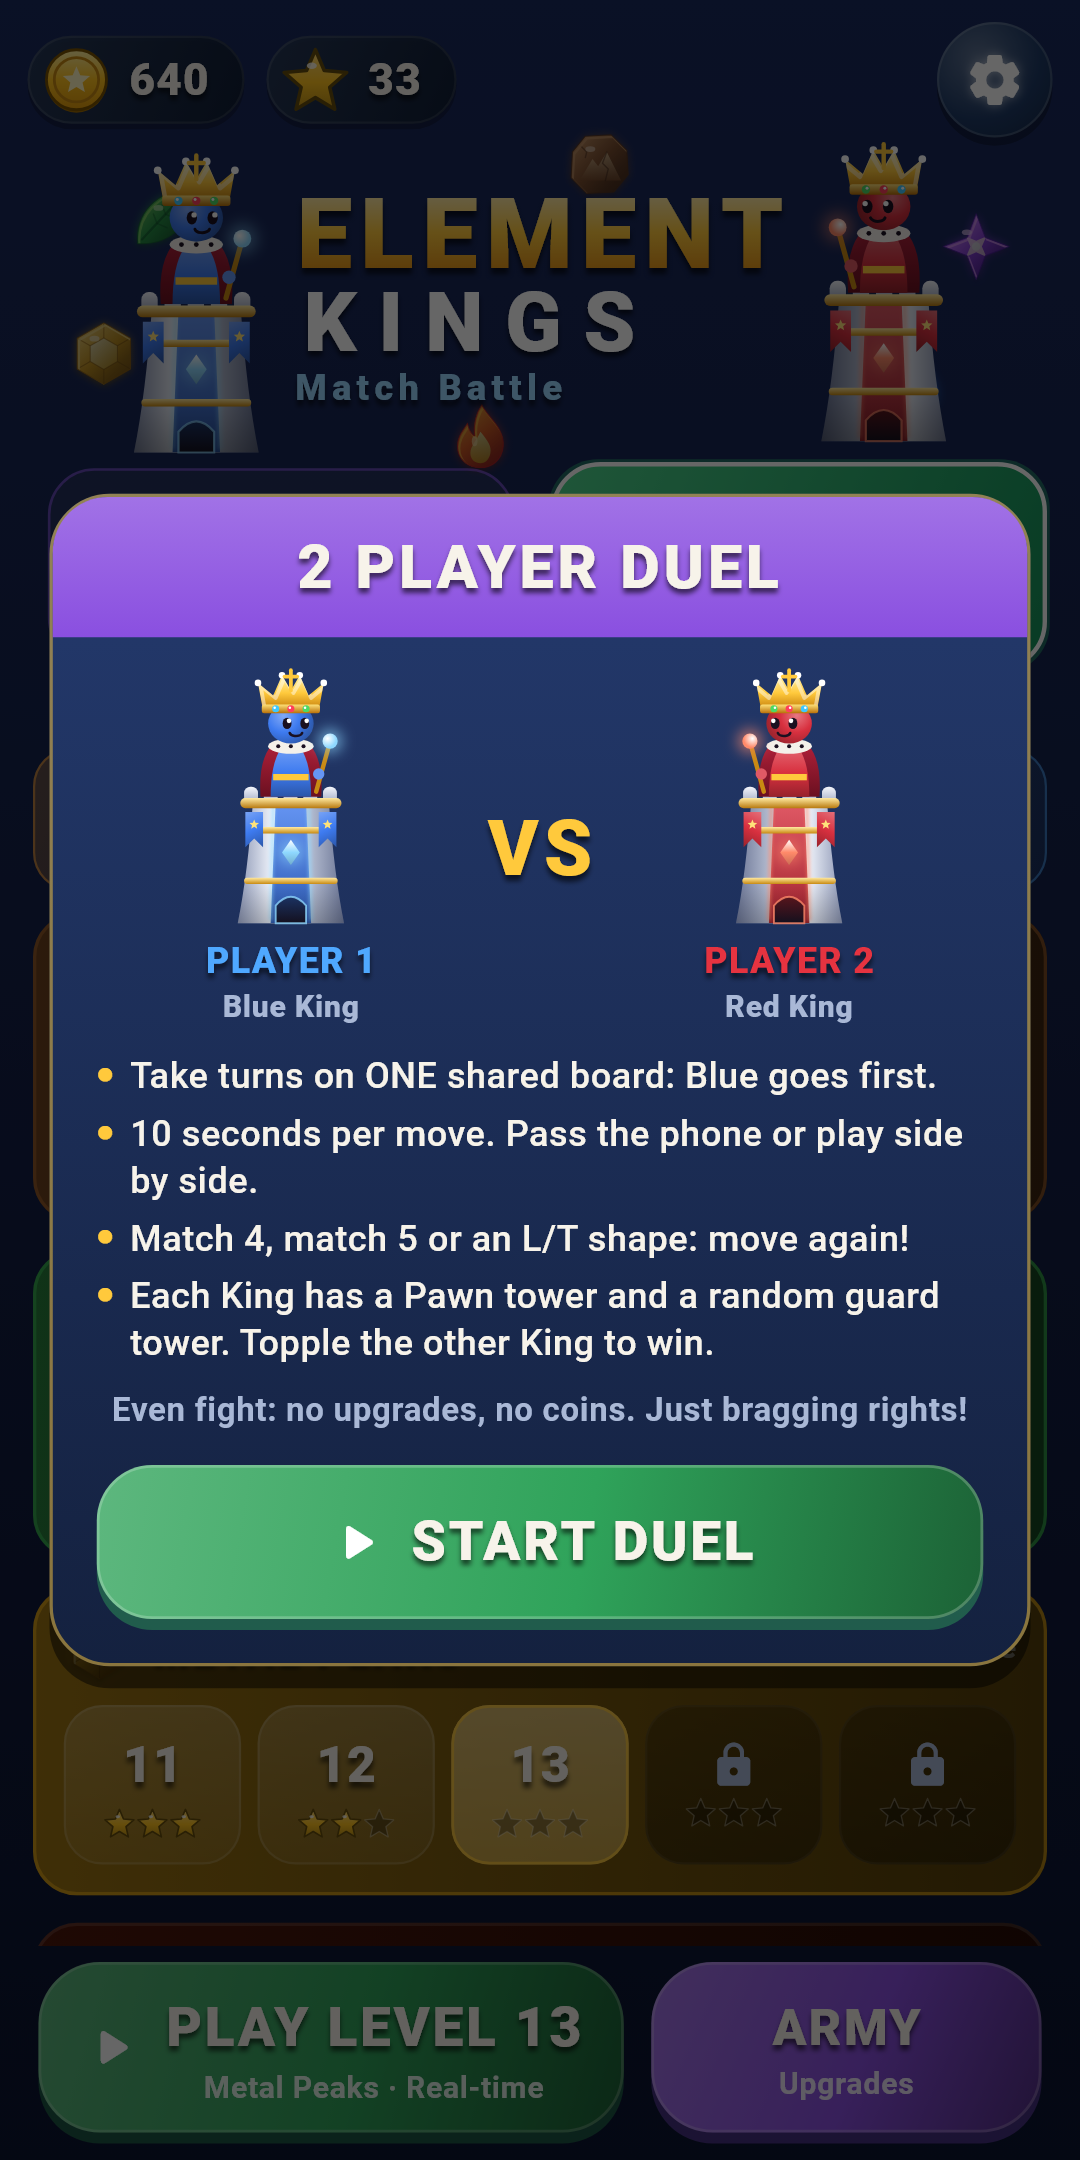 640
33
ELEMENT
KINGS
Match Battle
2 PLAYER DUEL
VS
PLAYER 1
Blue King
PLAYER 2
Red King
Take turns on ONE shared board: Blue goes first.
10 seconds per move. Pass the phone or play side
by side.
Match 4, match 5 or an L/T shape: move again!
Each King has a Pawn tower and a random guard
tower. Topple the other King to win.
Even fight: no upgrades, no coins. Just bragging rights!
START DUEL
11
12
13
PLAY LEVEL 13
Metal Peaks · Real-time
ARMY
Upgrades